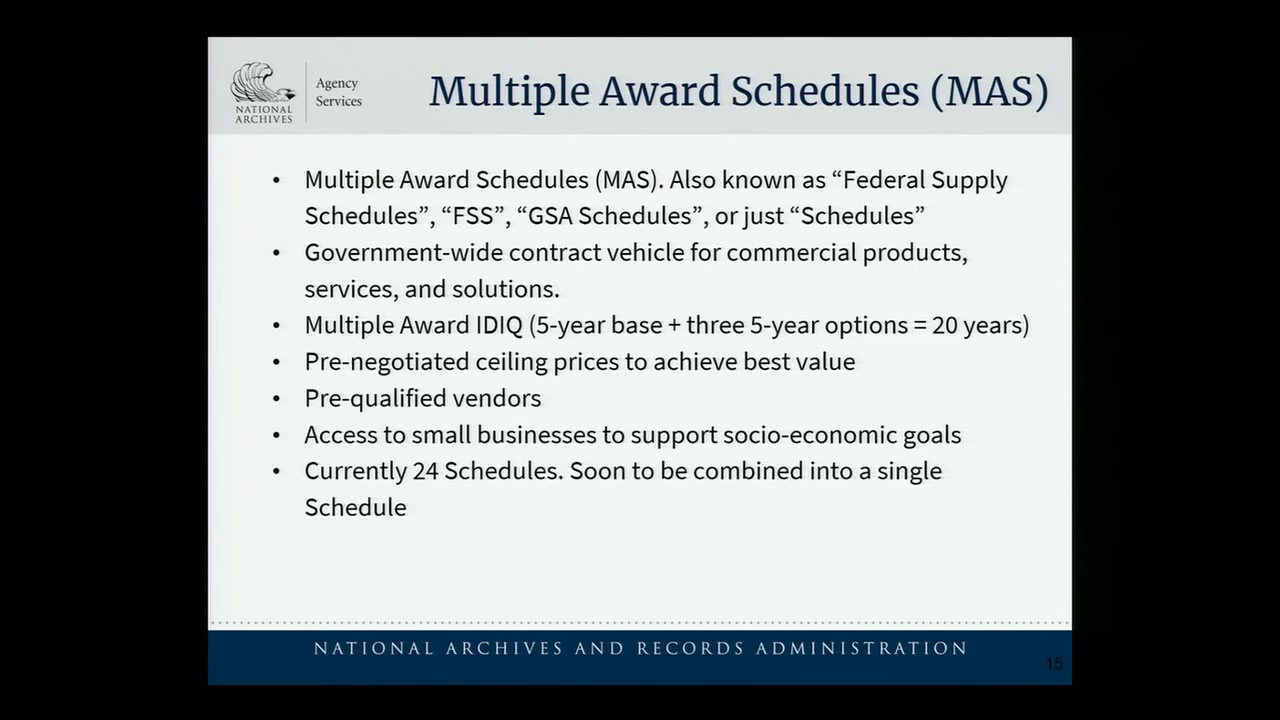 NATIONAL
ARCHIVES
Agency
Services
Multiple Award Schedules (MAS)
• Multiple Award Schedules (MAS). Also known as “Federal Supply
Schedules”, “FSS”, “GSA Schedules”, or just “Schedules”
• Government-wide contract vehicle for commercial products,
services, and solutions.
• Multiple Award IDIQ (5-year base + three 5-year options = 20 years)
• Pre-negotiated ceiling prices to achieve best value
• Pre-qualified vendors
• Access to small businesses to support socio-economic goals
• Currently 24 Schedules. Soon to be combined into a single
Schedule
NATIONAL ARCHIVES AND RECORDS ADMINISTRATION
15